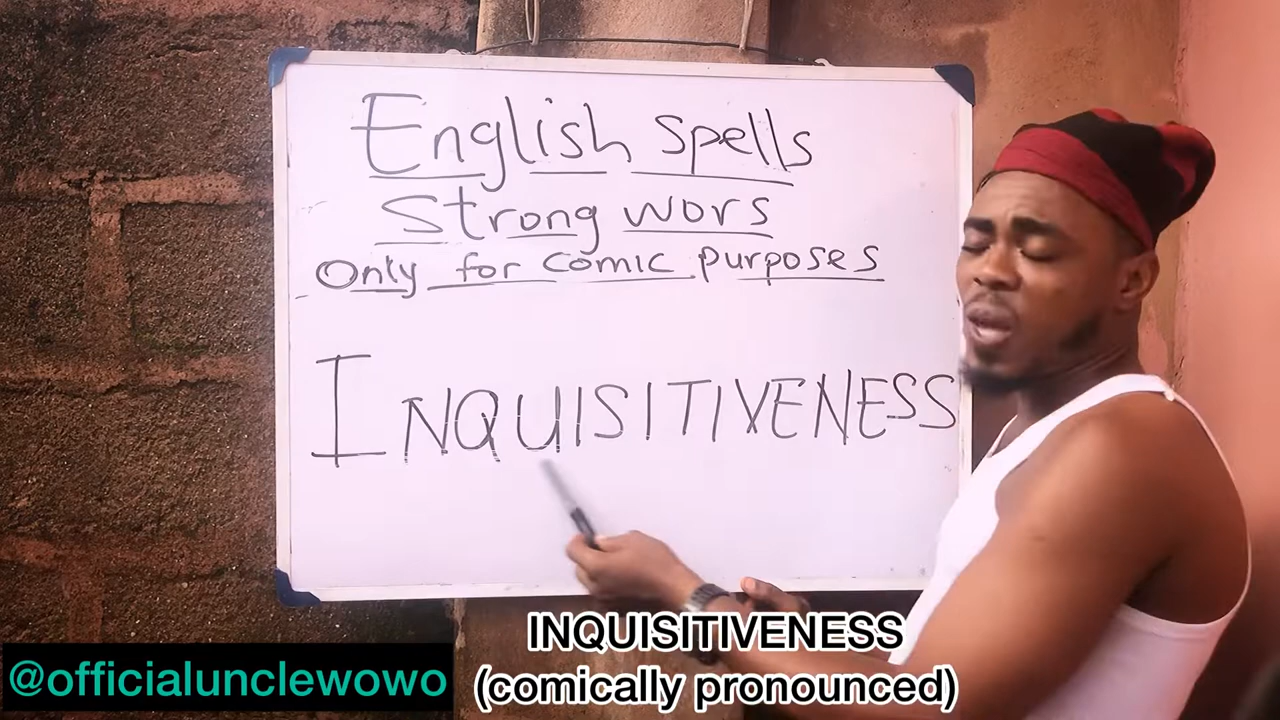 English spells
Strong wors
Only for comic purposes
INQUISITIVENESS
INQUISITIVENESS
(comically pronounced)
@officialunclewowo